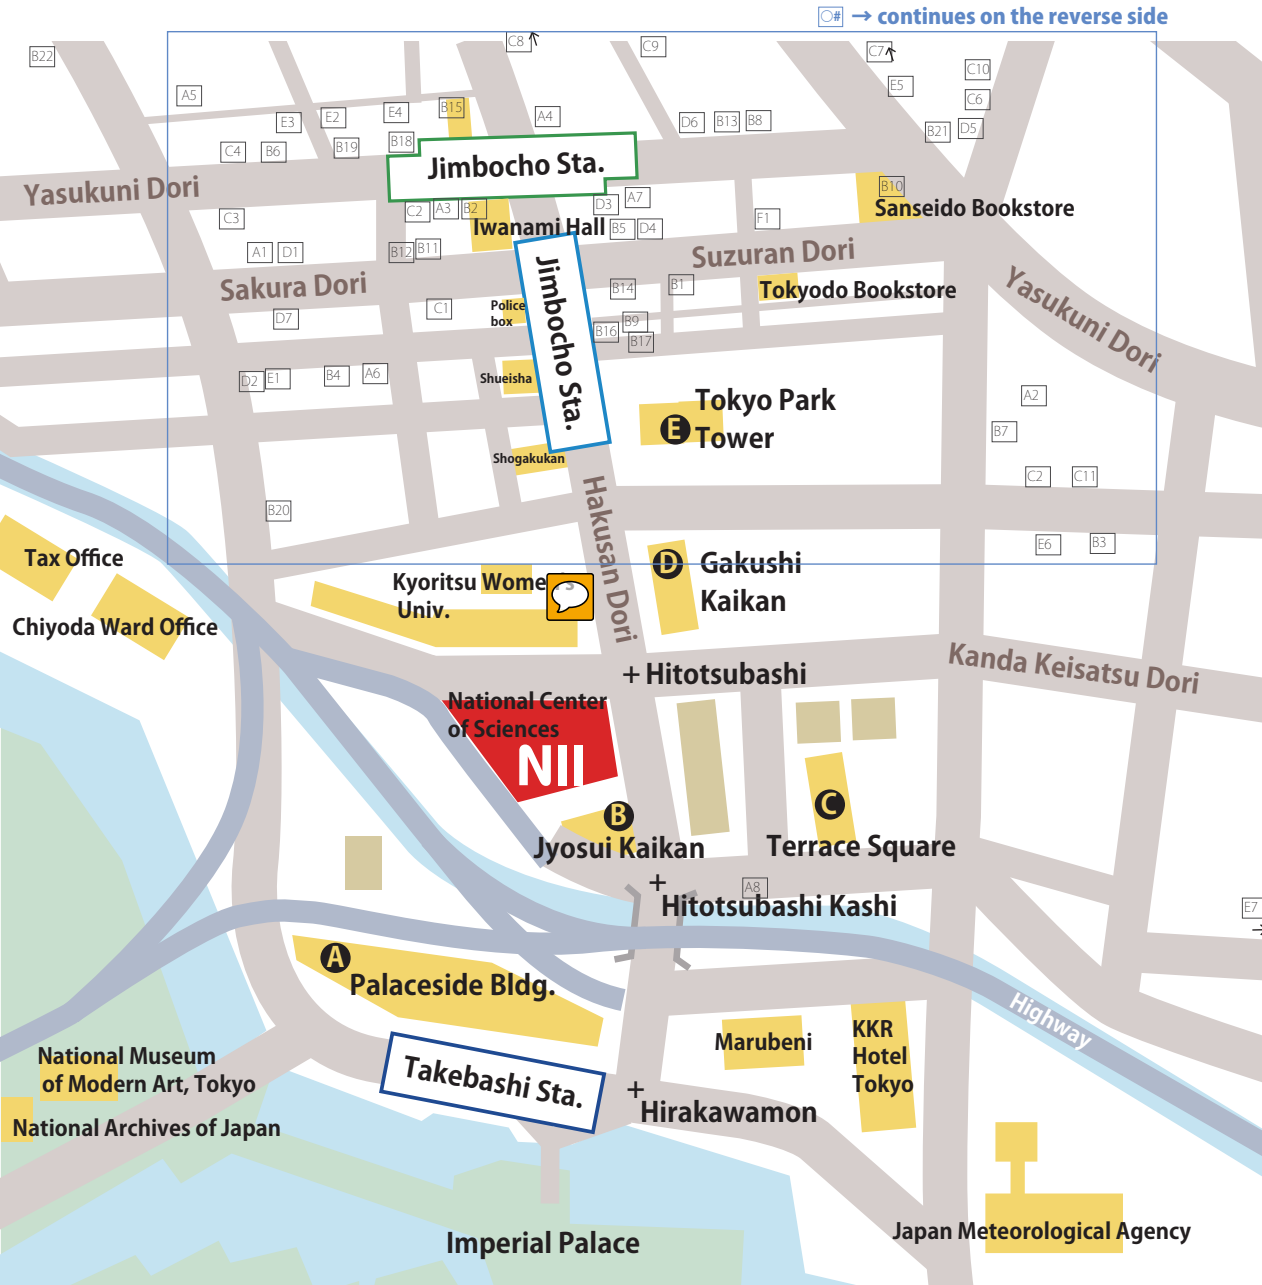 ○# → continues on the reverse side
B22
C8
C9
C7
C10
E5
A5
C6
E3
E2
E4
B15
A4
D6
B13
B8
B21
D5
C4
B6
B19
B18
Jimbocho Sta.
Yasukuni Dori
B10
Sanseido Bookstore
C3
C2
A3
B2
D3
A7
Iwanami Hall
B5
D4
F1
A1
D1
B12
B11
Suzuran Dori
Sakura Dori
Jimbocho Sta.
B14
B1
Tokyodo Bookstore
Yasukuni Dori
D7
C1
Police
box
B16
B9
B17
D2
E1
B4
A6
Shueisha
A2
Tokyo Park
E
Tower
B7
Shogakukan
C2
C11
Hakusan Dori
B20
E6
B3
Tax Office
D
Gakushi
Kaikan
Kyoritsu Women's
Univ.
Chiyoda Ward Office
+ Hitotsubashi
Kanda Keisatsu Dori
National Center
of Sciences
NII
C
B
Jyosui Kaikan
Terrace Square
+
A8
Hitotsubashi Kashi
E7
→
A
Palaceside Bldg.
Highway
Marubeni
KKR
Hotel
Tokyo
National Museum
of Modern Art, Tokyo
Takebashi Sta.
+
Hirakawamon
National Archives of Japan
Japan Meteorological Agency
Imperial Palace